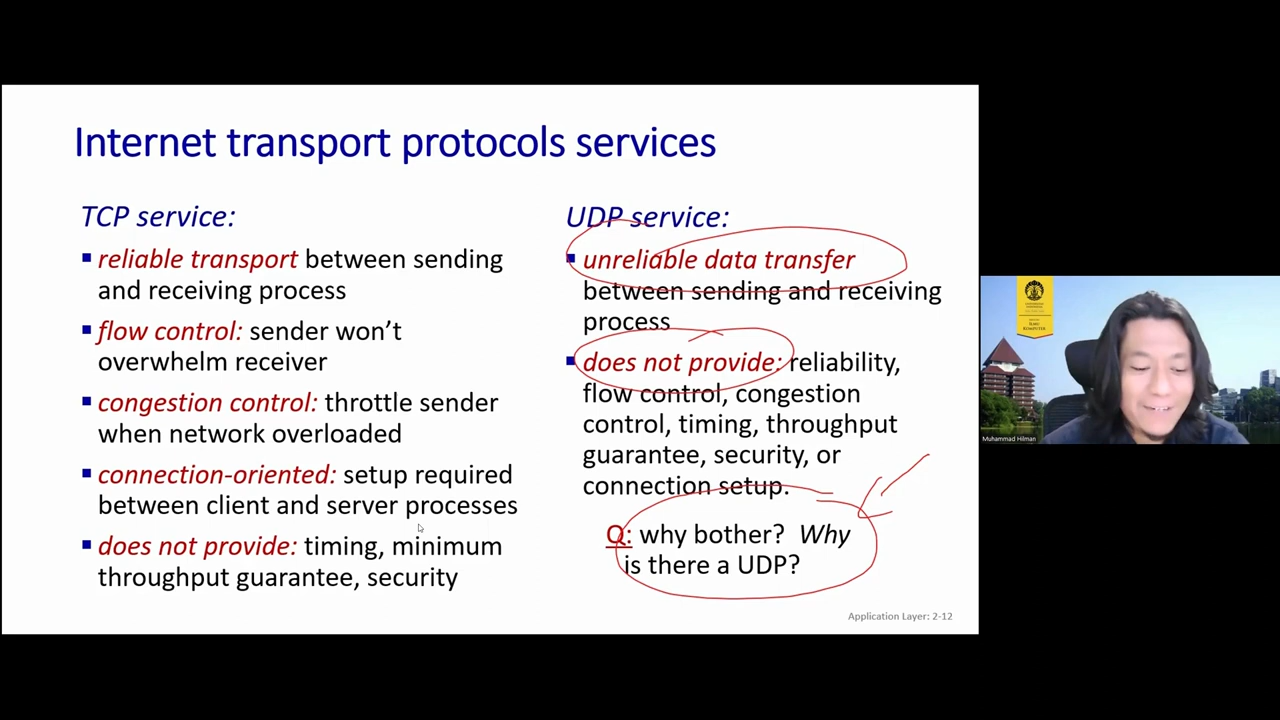 Internet transport protocols services
TCP service:
reliable transport between sending
and receiving process
flow control: sender won't
overwhelm receiver
congestion control: throttle sender
when network overloaded
connection-oriented: setup required
between client and server processes
does not provide: timing, minimum
throughput guarantee, security
UDP service:
unreliable data transfer
between sending and receiving
process
does not provide: reliability,
flow control, congestion
control, timing, throughput
guarantee, security, or
connection setup.
Q: why bother? Why
is there a UDP?
Application Layer: 2-12
ILMU
KOMPUTER
Muhammad Hilman